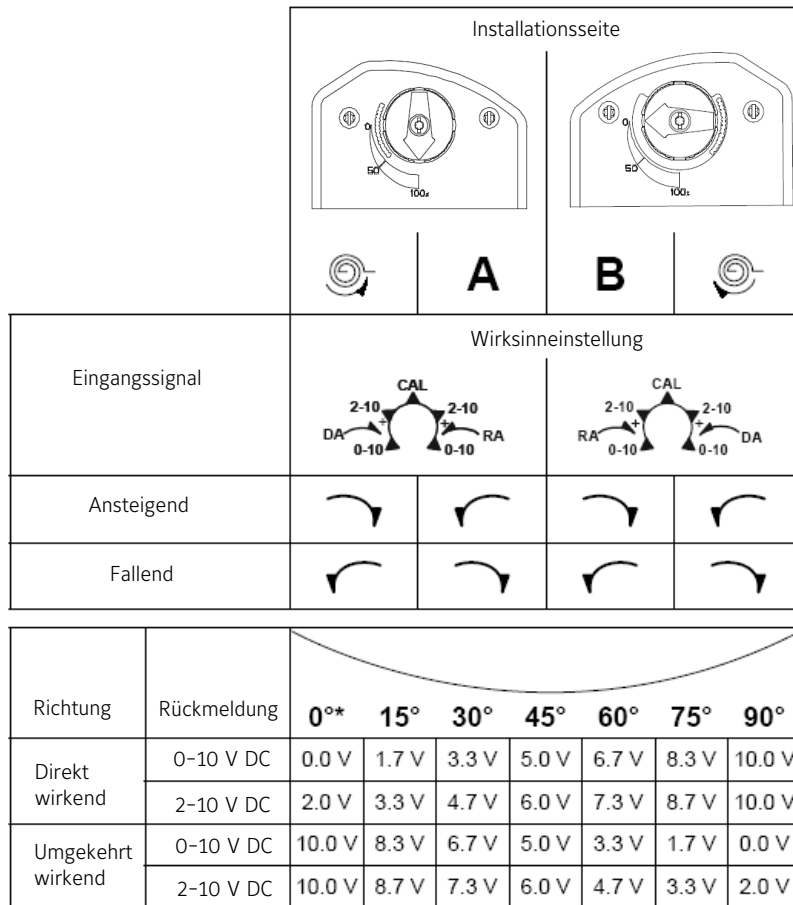 Installationsseite
0 50 100%
0 50 100%
A B
Eingangssignal
Wirksinneinstellung
CAL
2-10 2-10
DA + + RA
0-10 0-10
CAL
2-10 2-10
RA + + DA
0-10 0-10
Ansteigend
Fallend
Richtung Rückmeldung 0°* 15° 30° 45° 60° 75° 90°
Direkt wirkend
0-10 V DC 0.0 V 1.7 V 3.3 V 5.0 V 6.7 V 8.3 V 10.0 V
2-10 V DC 2.0 V 3.3 V 4.7 V 6.0 V 7.3 V 8.7 V 10.0 V
Umgekehrt wirkend
0-10 V DC 10.0 V 8.3 V 6.7 V 5.0 V 3.3 V 1.7 V 0.0 V
2-10 V DC 10.0 V 8.7 V 7.3 V 6.0 V 4.7 V 3.3 V 2.0 V